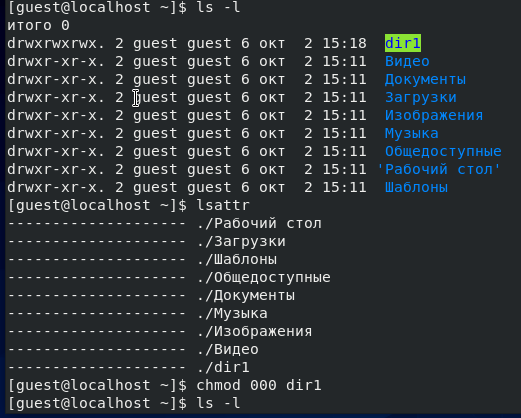 [guest@localhost ~]$ ls -l
итого 0
drwxrwxrwx. 2 guest guest 6 окт  2 15:18  dir1
drwxr-xr-x. 2 guest guest 6 окт  2 15:11  Видео
drwxr-xr-x. 2 guest guest 6 окт  2 15:11  Документы
drwxr-xr-x. 2 guest guest 6 окт  2 15:11  Загрузки
drwxr-xr-x. 2 guest guest 6 окт  2 15:11  Изображения
drwxr-xr-x. 2 guest guest 6 окт  2 15:11  Музыка
drwxr-xr-x. 2 guest guest 6 окт  2 15:11  Общедоступные
drwxr-xr-x. 2 guest guest 6 окт  2 15:11 'Рабочий стол'
drwxr-xr-x. 2 guest guest 6 окт  2 15:11  Шаблоны
[guest@localhost ~]$ lsattr
-------------------- ./Рабочий стол
-------------------- ./Загрузки
-------------------- ./Шаблоны
-------------------- ./Общедоступные
-------------------- ./Документы
-------------------- ./Музыка
-------------------- ./Изображения
-------------------- ./Видео
-------------------- ./dir1
[guest@localhost ~]$ chmod 000 dir1
[guest@localhost ~]$ ls -l